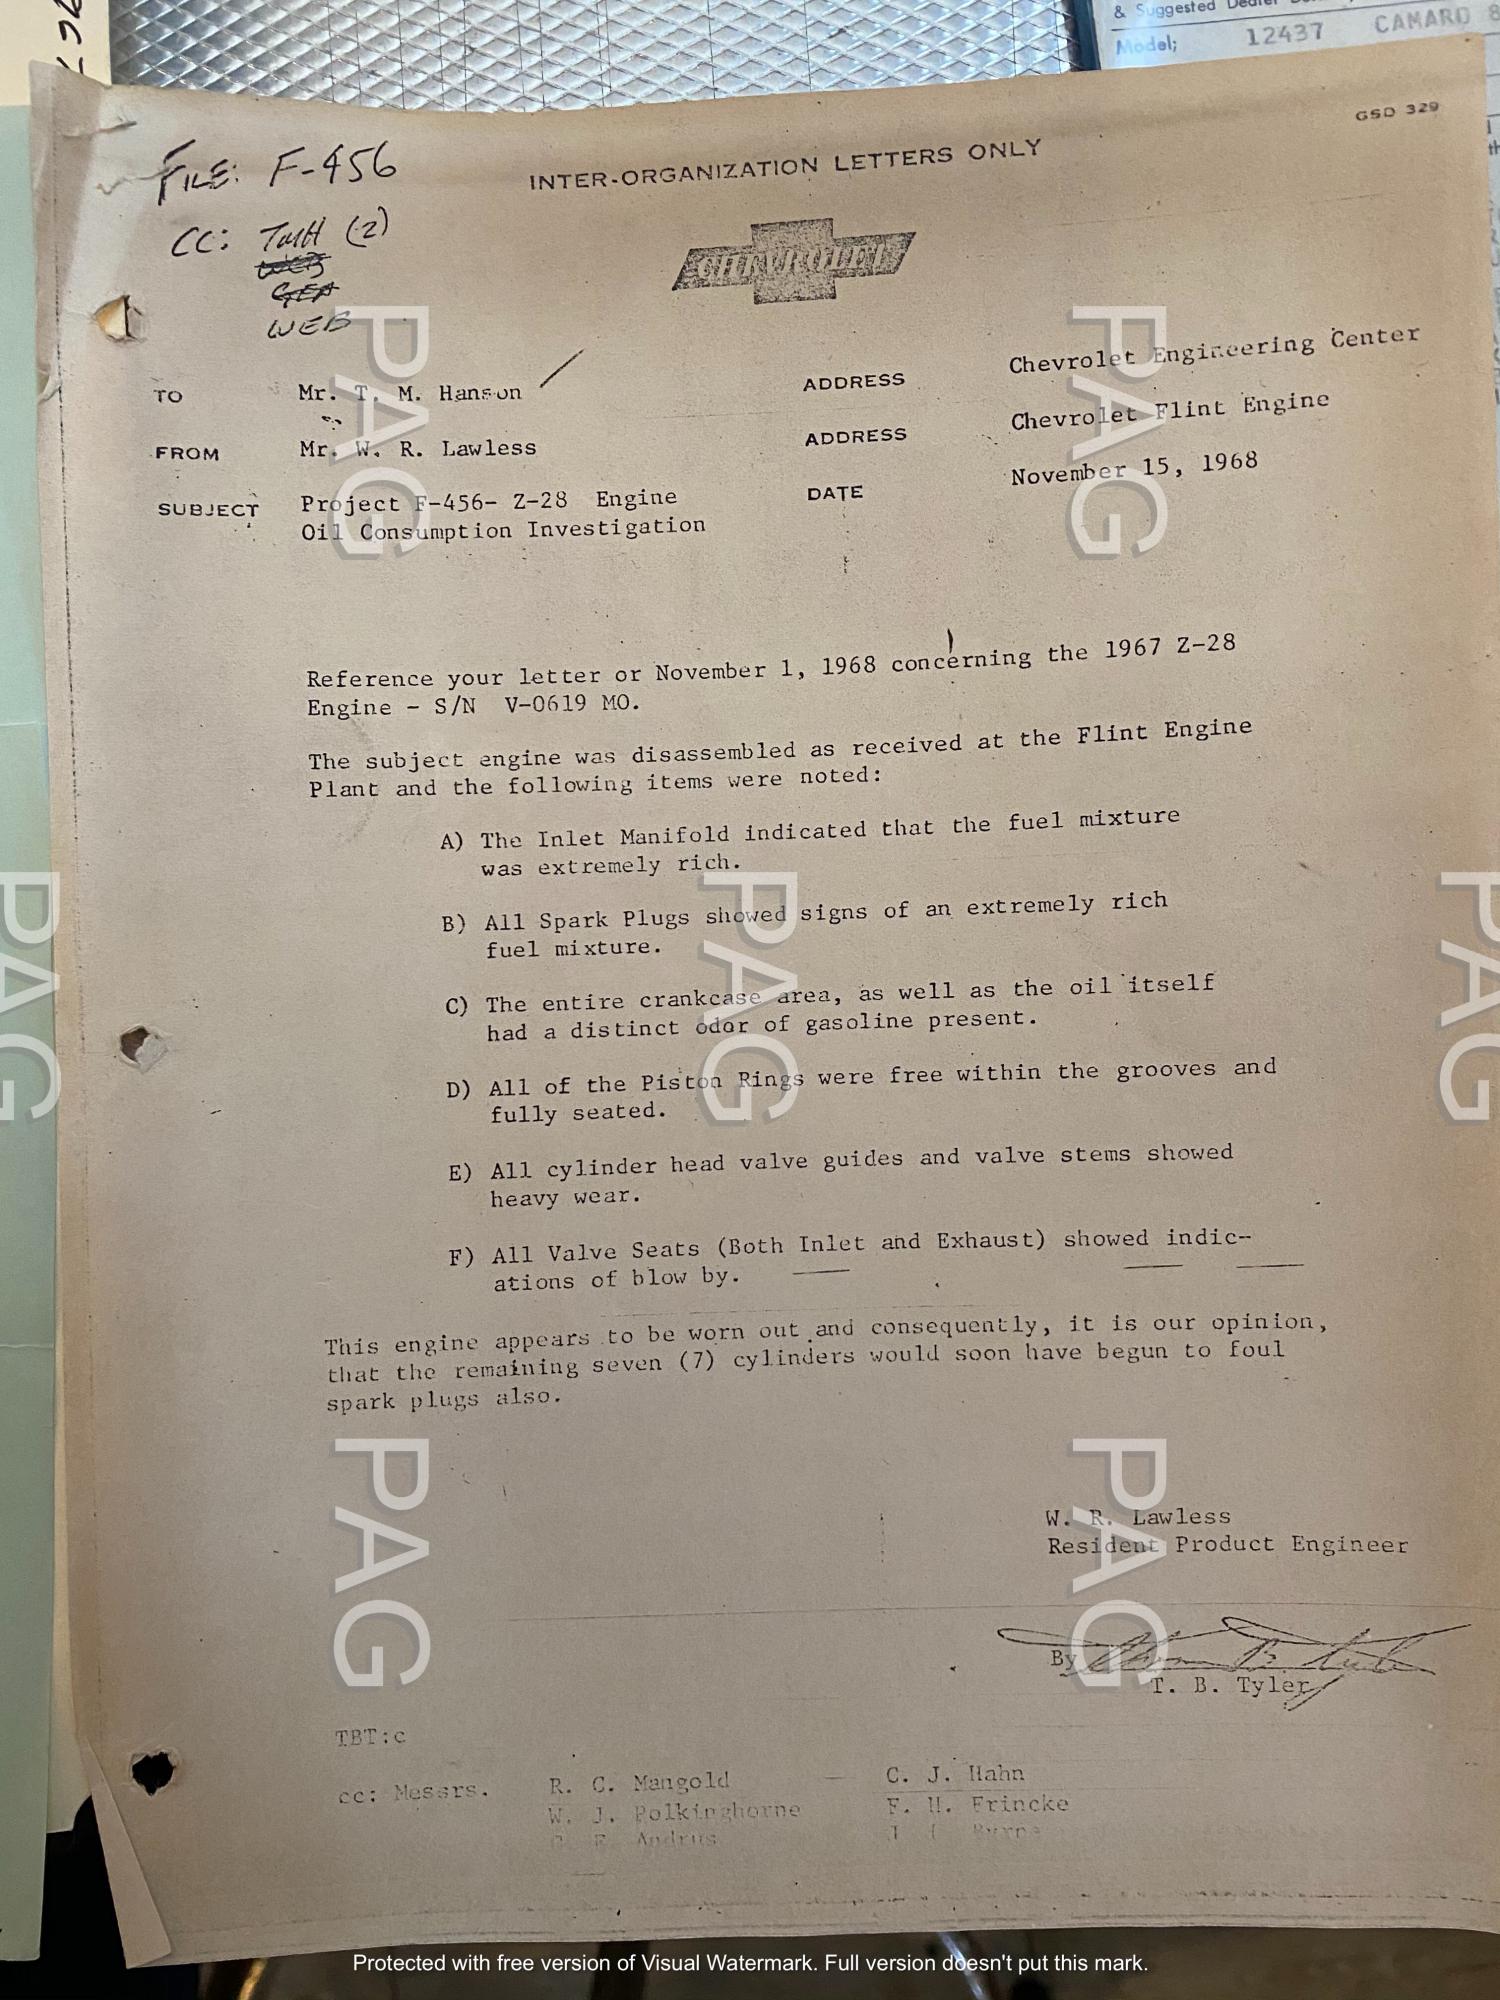 & Suggested Dealer
Model; 12437 CAMARO 8
GSD 329
FILE: F-456
INTER-ORGANIZATION LETTERS ONLY
CC: TMH (2)
WEB
GEA
WEB
CHEVROLET
TO Mr. T. M. Hanson ADDRESS Chevrolet Engineering Center
FROM Mr. W. R. Lawless ADDRESS Chevrolet Flint Engine
SUBJECT Project F-456- Z-28 Engine DATE November 15, 1968
Oil Consumption Investigation
Reference your letter or November 1, 1968 concerning the 1967 Z-28
Engine - S/N V-0619 MO.
The subject engine was disassembled as received at the Flint Engine
Plant and the following items were noted:
A) The Inlet Manifold indicated that the fuel mixture
was extremely rich.
B) All Spark Plugs showed signs of an extremely rich
fuel mixture.
C) The entire crankcase area, as well as the oil itself
had a distinct odor of gasoline present.
D) All of the Piston Rings were free within the grooves and
fully seated.
E) All cylinder head valve guides and valve stems showed
heavy wear.
F) All Valve Seats (Both Inlet and Exhaust) showed indic-
ations of blow by.
This engine appears to be worn out and consequently, it is our opinion,
that the remaining seven (7) cylinders would soon have begun to foul
spark plugs also.
W. R. Lawless
Resident Product Engineer
By
T. B. Tyler
TBT:c
cc: Messrs. R. C. Mangold C. J. Hahn
W. J. Polkinghorne F. H. Frincke
Andrus Byrne
PAG
PAG
PAG
PAG
PAG
PAG
PAG
Protected with free version of Visual Watermark. Full version doesn't put this mark.